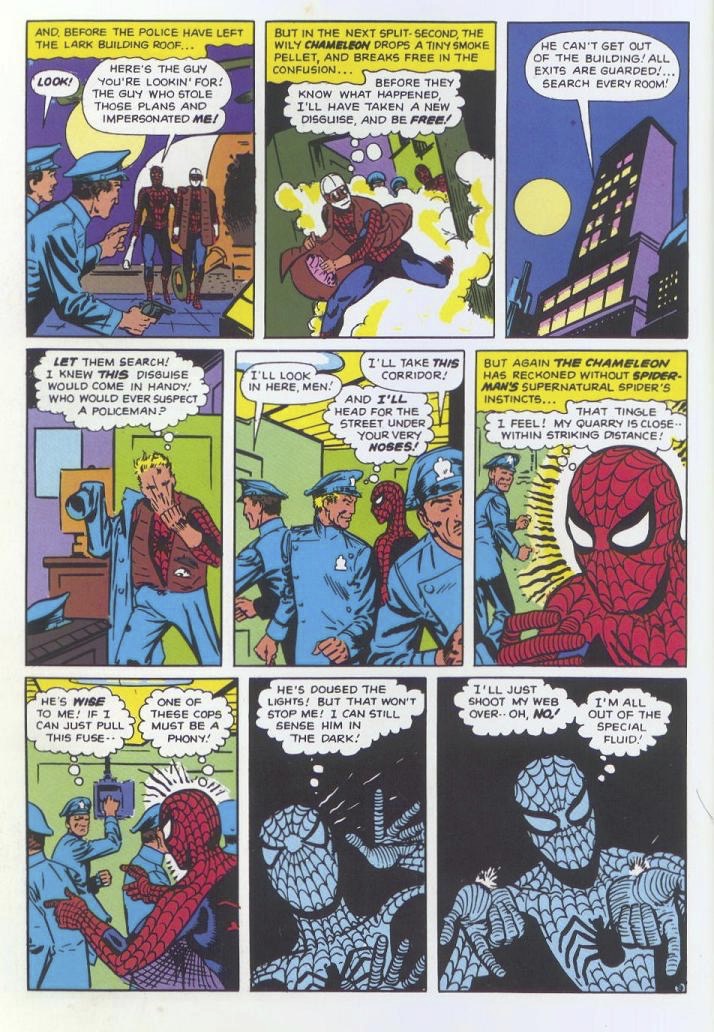 AND, BEFORE THE POLICE HAVE LEFT
THE LARK BUILDING ROOF...
LOOK!
HERE'S THE GUY
YOU'RE LOOKIN' FOR!
THE GUY WHO STOLE
THOSE PLANS AND
IMPERSONATED ME!
BUT IN THE NEXT SPLIT-SECOND, THE
WILY CHAMELEON DROPS A TINY SMOKE
PELLET, AND BREAKS FREE IN THE
CONFUSION...
BEFORE THEY
KNOW WHAT HAPPENED,
I'LL HAVE TAKEN A NEW
DISGUISE, AND BE FREE!
HE CAN'T GET OUT
OF THE BUILDING! ALL
EXITS ARE GUARDED!...
SEARCH EVERY ROOM!
LET THEM SEARCH!
I KNEW THIS DISGUISE
WOULD COME IN HANDY!
WHO WOULD EVER SUSPECT
A POLICEMAN?
I'LL LOOK
IN HERE, MEN!
I'LL TAKE THIS
CORRIDOR!
AND I'LL
HEAD FOR THE
STREET UNDER
YOUR VERY
NOSES!
BUT AGAIN THE CHAMELEON
HAS RECKONED WITHOUT SPIDER-
MAN'S SUPERNATURAL SPIDER'S
INSTINCTS...
THAT TINGLE
I FEEL! MY QUARRY IS CLOSE--
WITHIN STRIKING DISTANCE!
HE'S WISE
TO ME! IF I
CAN JUST PULL
THIS FUSE--
ONE OF
THESE COPS
MUST BE A
PHONY!
HE'S DOUSED THE
LIGHTS! BUT THAT WON'T
STOP ME! I CAN STILL
SENSE HIM IN
THE DARK!
I'LL JUST
SHOOT MY WEB
OVER-- OH, NO!
I'M ALL
OUT OF THE
SPECIAL
FLUID!